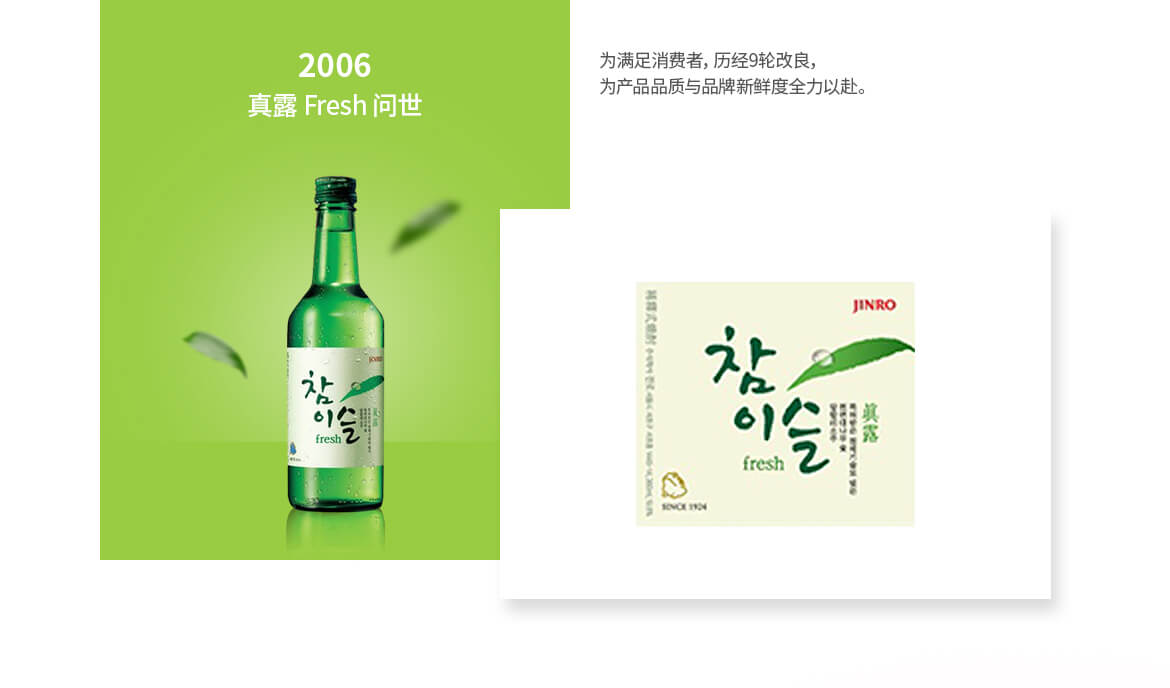 2006
真露 Fresh 问世
为满足消费者，历经9轮改良，
为产品品质与品牌新鲜度全力以赴。
JINRO
참
이슬
fresh
JINRO
참
이슬
fresh
眞露
SINCE 1924